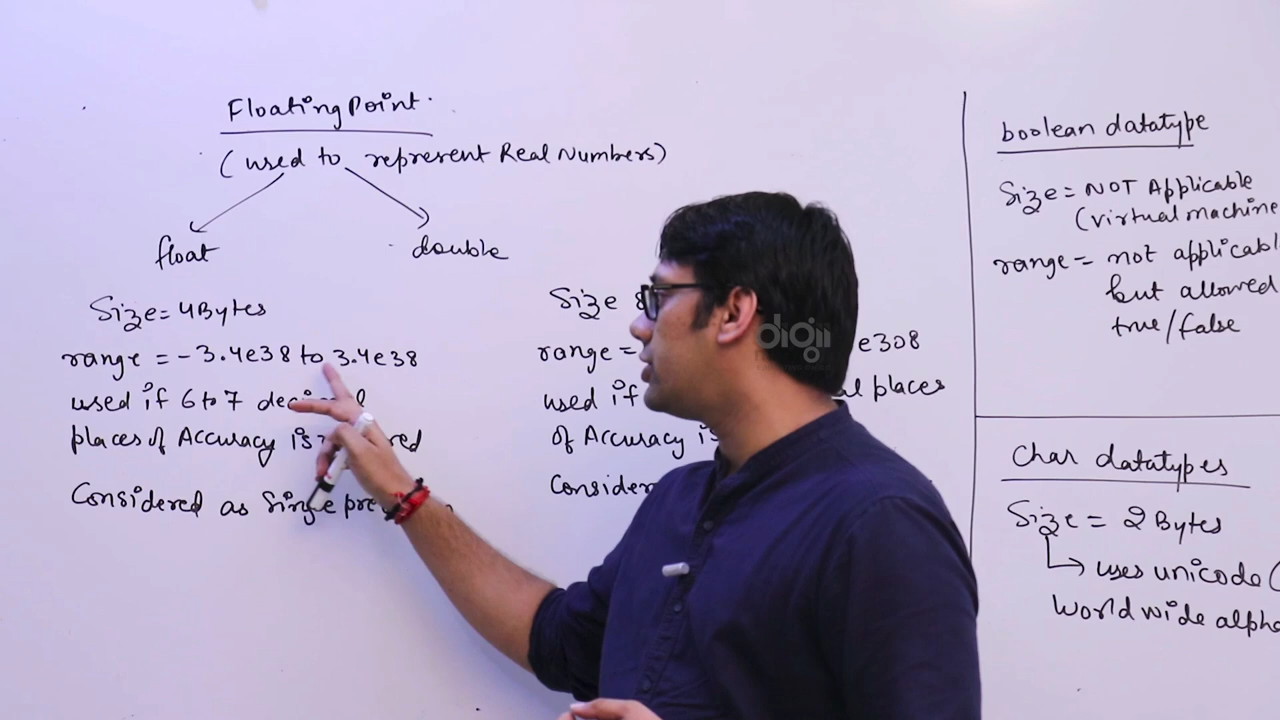 Floating Point.
(used to represent Real Numbers)
float
double
Size = 4Bytes
range = -3.4e38 to 3.4e38
used if 6 to 7
places of Accuracy is
Considered as Single
Size 8
range =
e308
used if
places
of Accuracy
boolean datatype
Size = NOT Applicable
(virtual machine
range = not applicabl
but allowed
true/false
Char datatypes
Size = 2 Bytes
uses unicode (
World wide alpha
digii